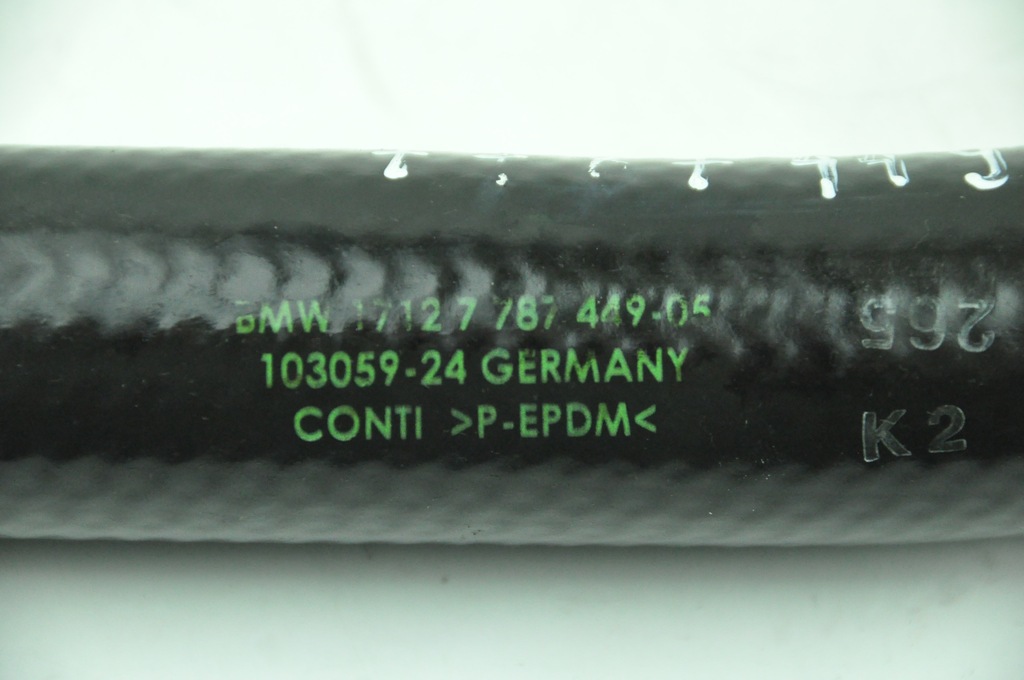 BMW 1712 7 787 449-05
103059-24 GERMANY
CONTI >P-EPDM<
265
K2